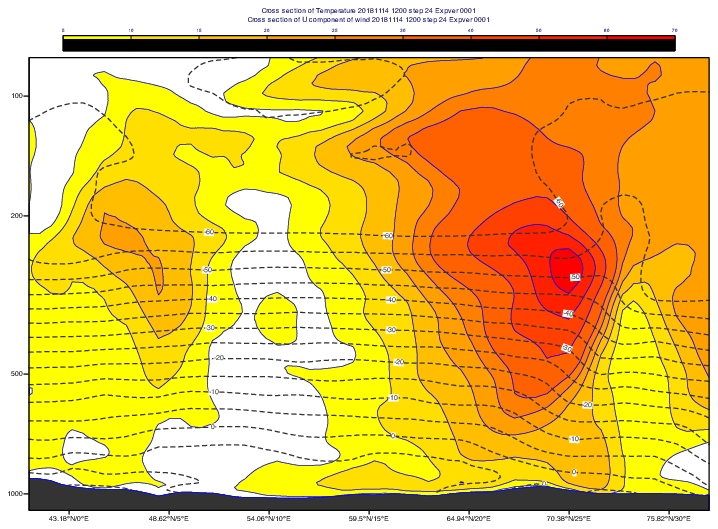 Cross section of Temperature 20181114 1200 step 24 Expver 0001
Cross section of U component of wind 20181114 1200 step 24 Expver 0001
5 10 15 20 30 40 50 60 70
100
200
500
1000
-60 -60 -60
-50 -50 -50
-40 -40 -40
-30 -30
-20 -20 -20
-10 -10 -10
0 0 0
43.18°N/0°E 48.62°N/5°E 54.06°N/10°E 59.5°N/15°E 64.94°N/20°E 70.38°N/25°E 75.82°N/30°E